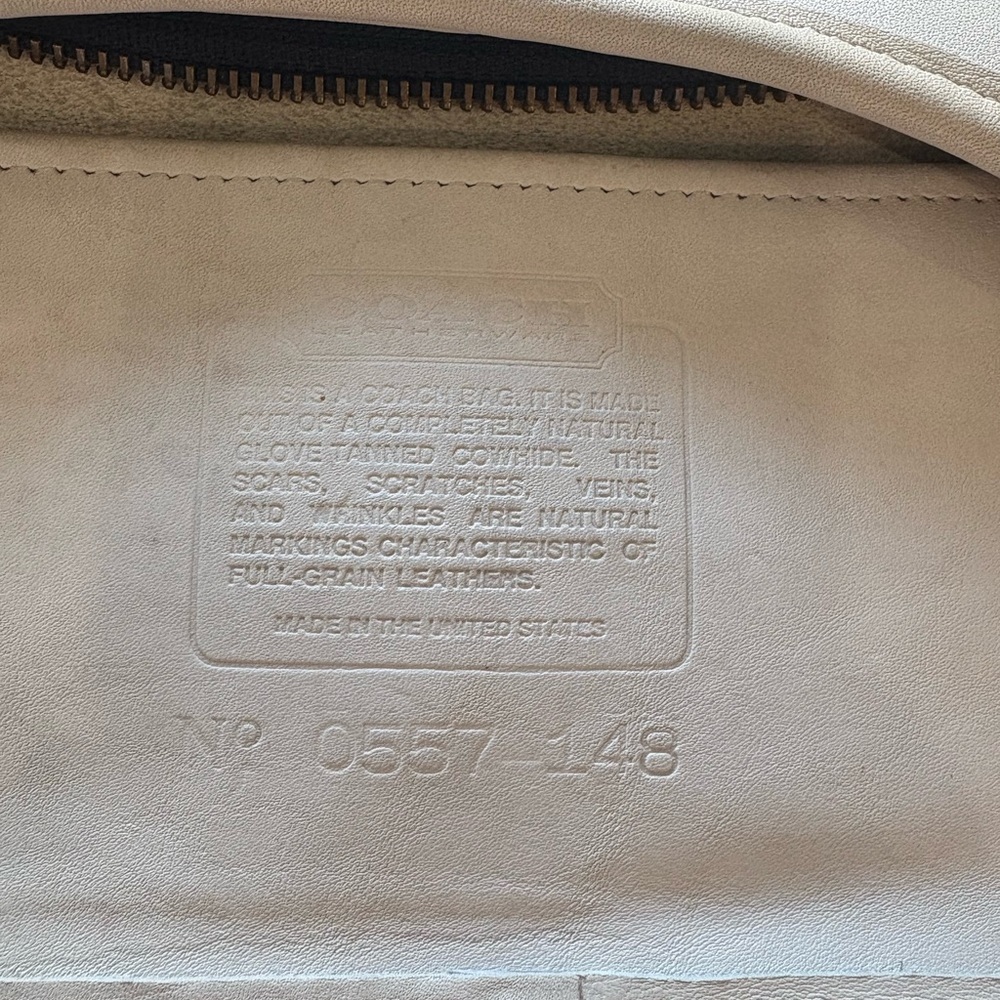 COACH
LEATHERWARE
THIS IS A COACH BAG. IT IS MADE
OUT OF A COMPLETELY NATURAL
GLOVE TANNED COWHIDE. THE
SCARS, SCRATCHES, VEINS,
AND WRINKLES ARE NATURAL
MARKINGS CHARACTERISTIC OF
FULL-GRAIN LEATHERS.
MADE IN THE UNITED STATES
Nº 0557-148